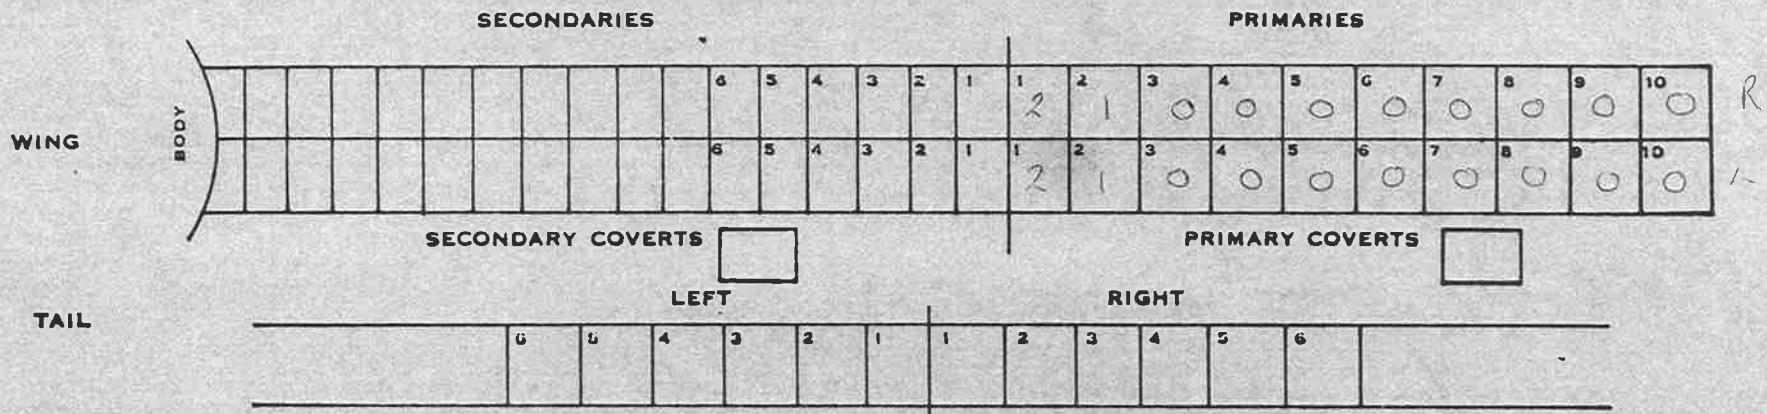 SECONDARIES PRIMARIES
6 5 4 3 2 1 1 2 3 4 5 6 7 8 9 10
2 1 0 0 0 0 0 0 0 0 R
WING BODY
6 5 4 3 2 1 1 2 3 4 5 6 7 8 9 10
2 1 0 0 0 0 0 0 0 0
SECONDARY COVERTS PRIMARY COVERTS
LEFT RIGHT
TAIL
6 5 4 3 2 1 1 2 3 4 5 6